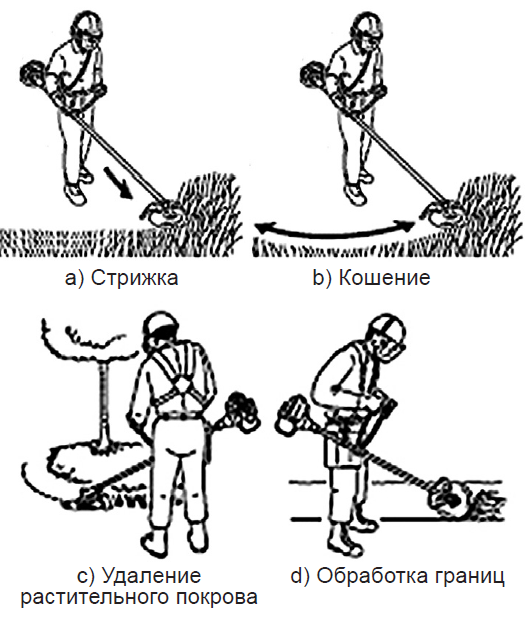 a) Стрижка
b) Кошение
c) Удаление
растительного покрова
d) Обработка границ